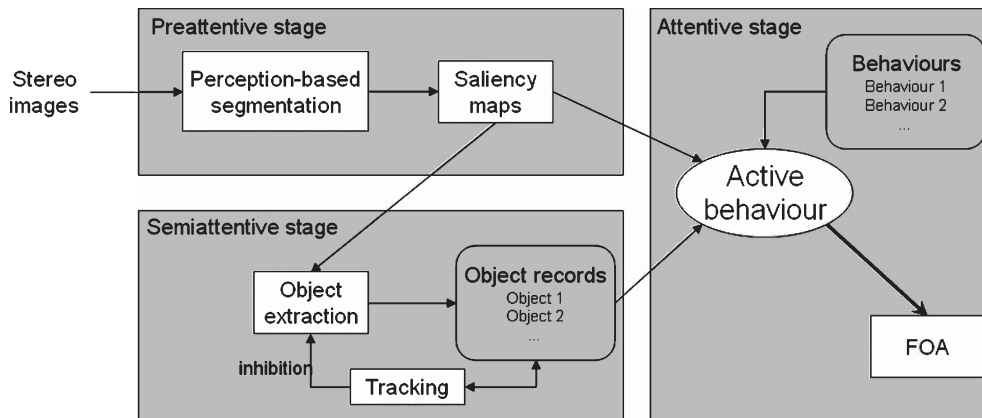 Preattentive stage
Stereo
images
Perception-based
segmentation
Saliency
maps
Semiattentive stage
Object
extraction
Object records
Object 1
Object 2
...
inhibition
Tracking
Attentive stage
Behaviours
Behaviour 1
Behaviour 2
...
Active
behaviour
FOA